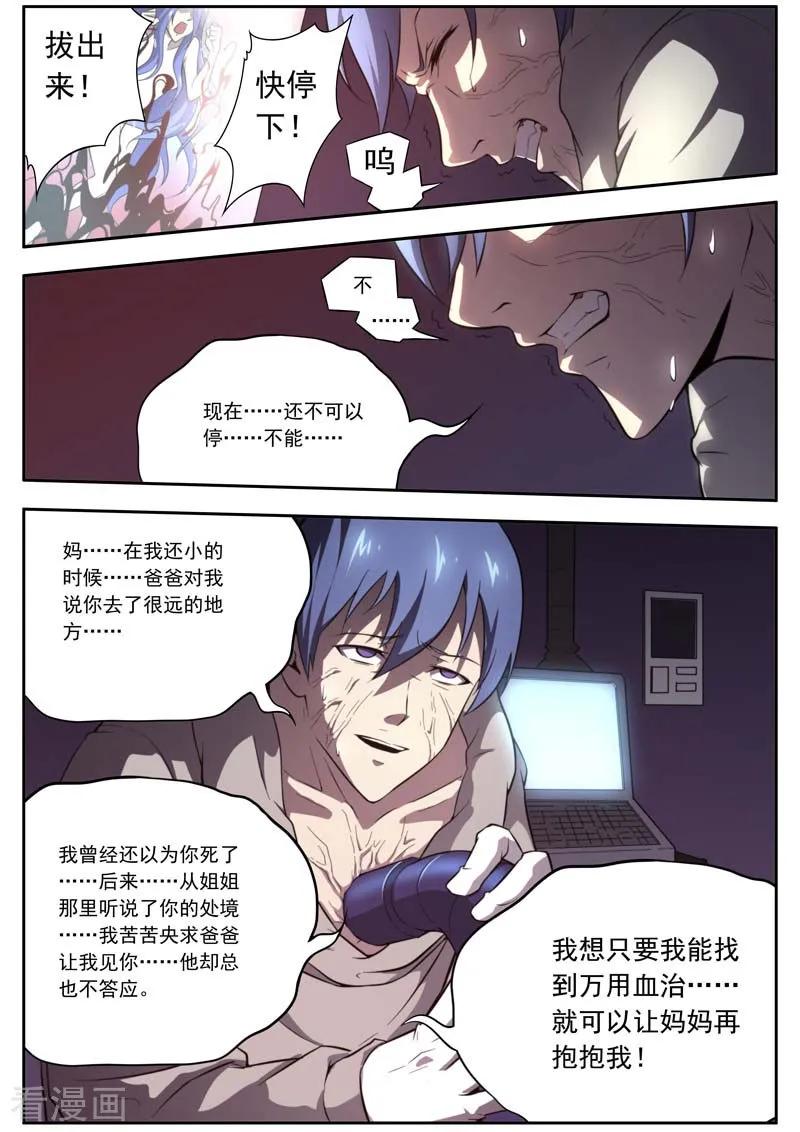 拔出
来！
快停
下！
呜
不
……
现在……还不可以
停……不能……
妈……在我还小的
时候……爸爸对我
说你去了很远的地
方……
我曾经还以为你死了
……后来……从姐姐
那里听说了你的处境
……我苦苦央求爸爸
让我见你……他却总
也不答应。
我想只要我能找
到万用血治……
就可以让妈妈再
抱抱我！
看漫画